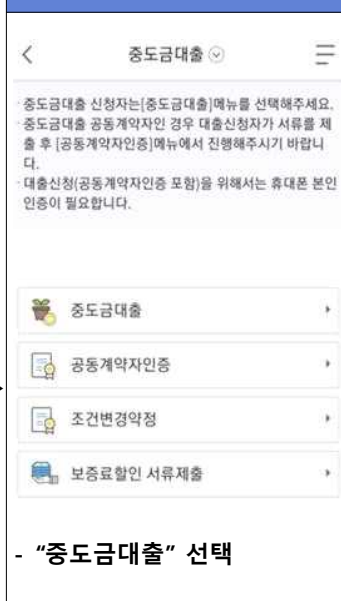 중도금대출
· 중도금대출 신청자는[중도금대출]메뉴를 선택해주세요.
· 중도금대출 공동계약자인 경우 대출신청자가 서류를 제
출 후 [공동계약자인증]메뉴에서 진행해주시기 바랍니
다.
· 대출신청(공동계약자인증 포함)을 위해서는 휴대폰 본인
인증이 필요합니다.
중도금대출
공동계약자인증
조건변경약정
보증료할인 서류제출
- “중도금대출” 선택